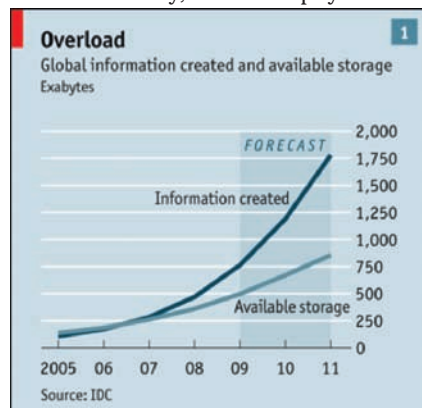 Overload
1
Global information created and available storage
Exabytes
FORECAST
2,000
1,750
Information created
1,500
1,250
1,000
750
500
Available storage
250
0
2005 06 07 08 09 10 11
Source: IDC